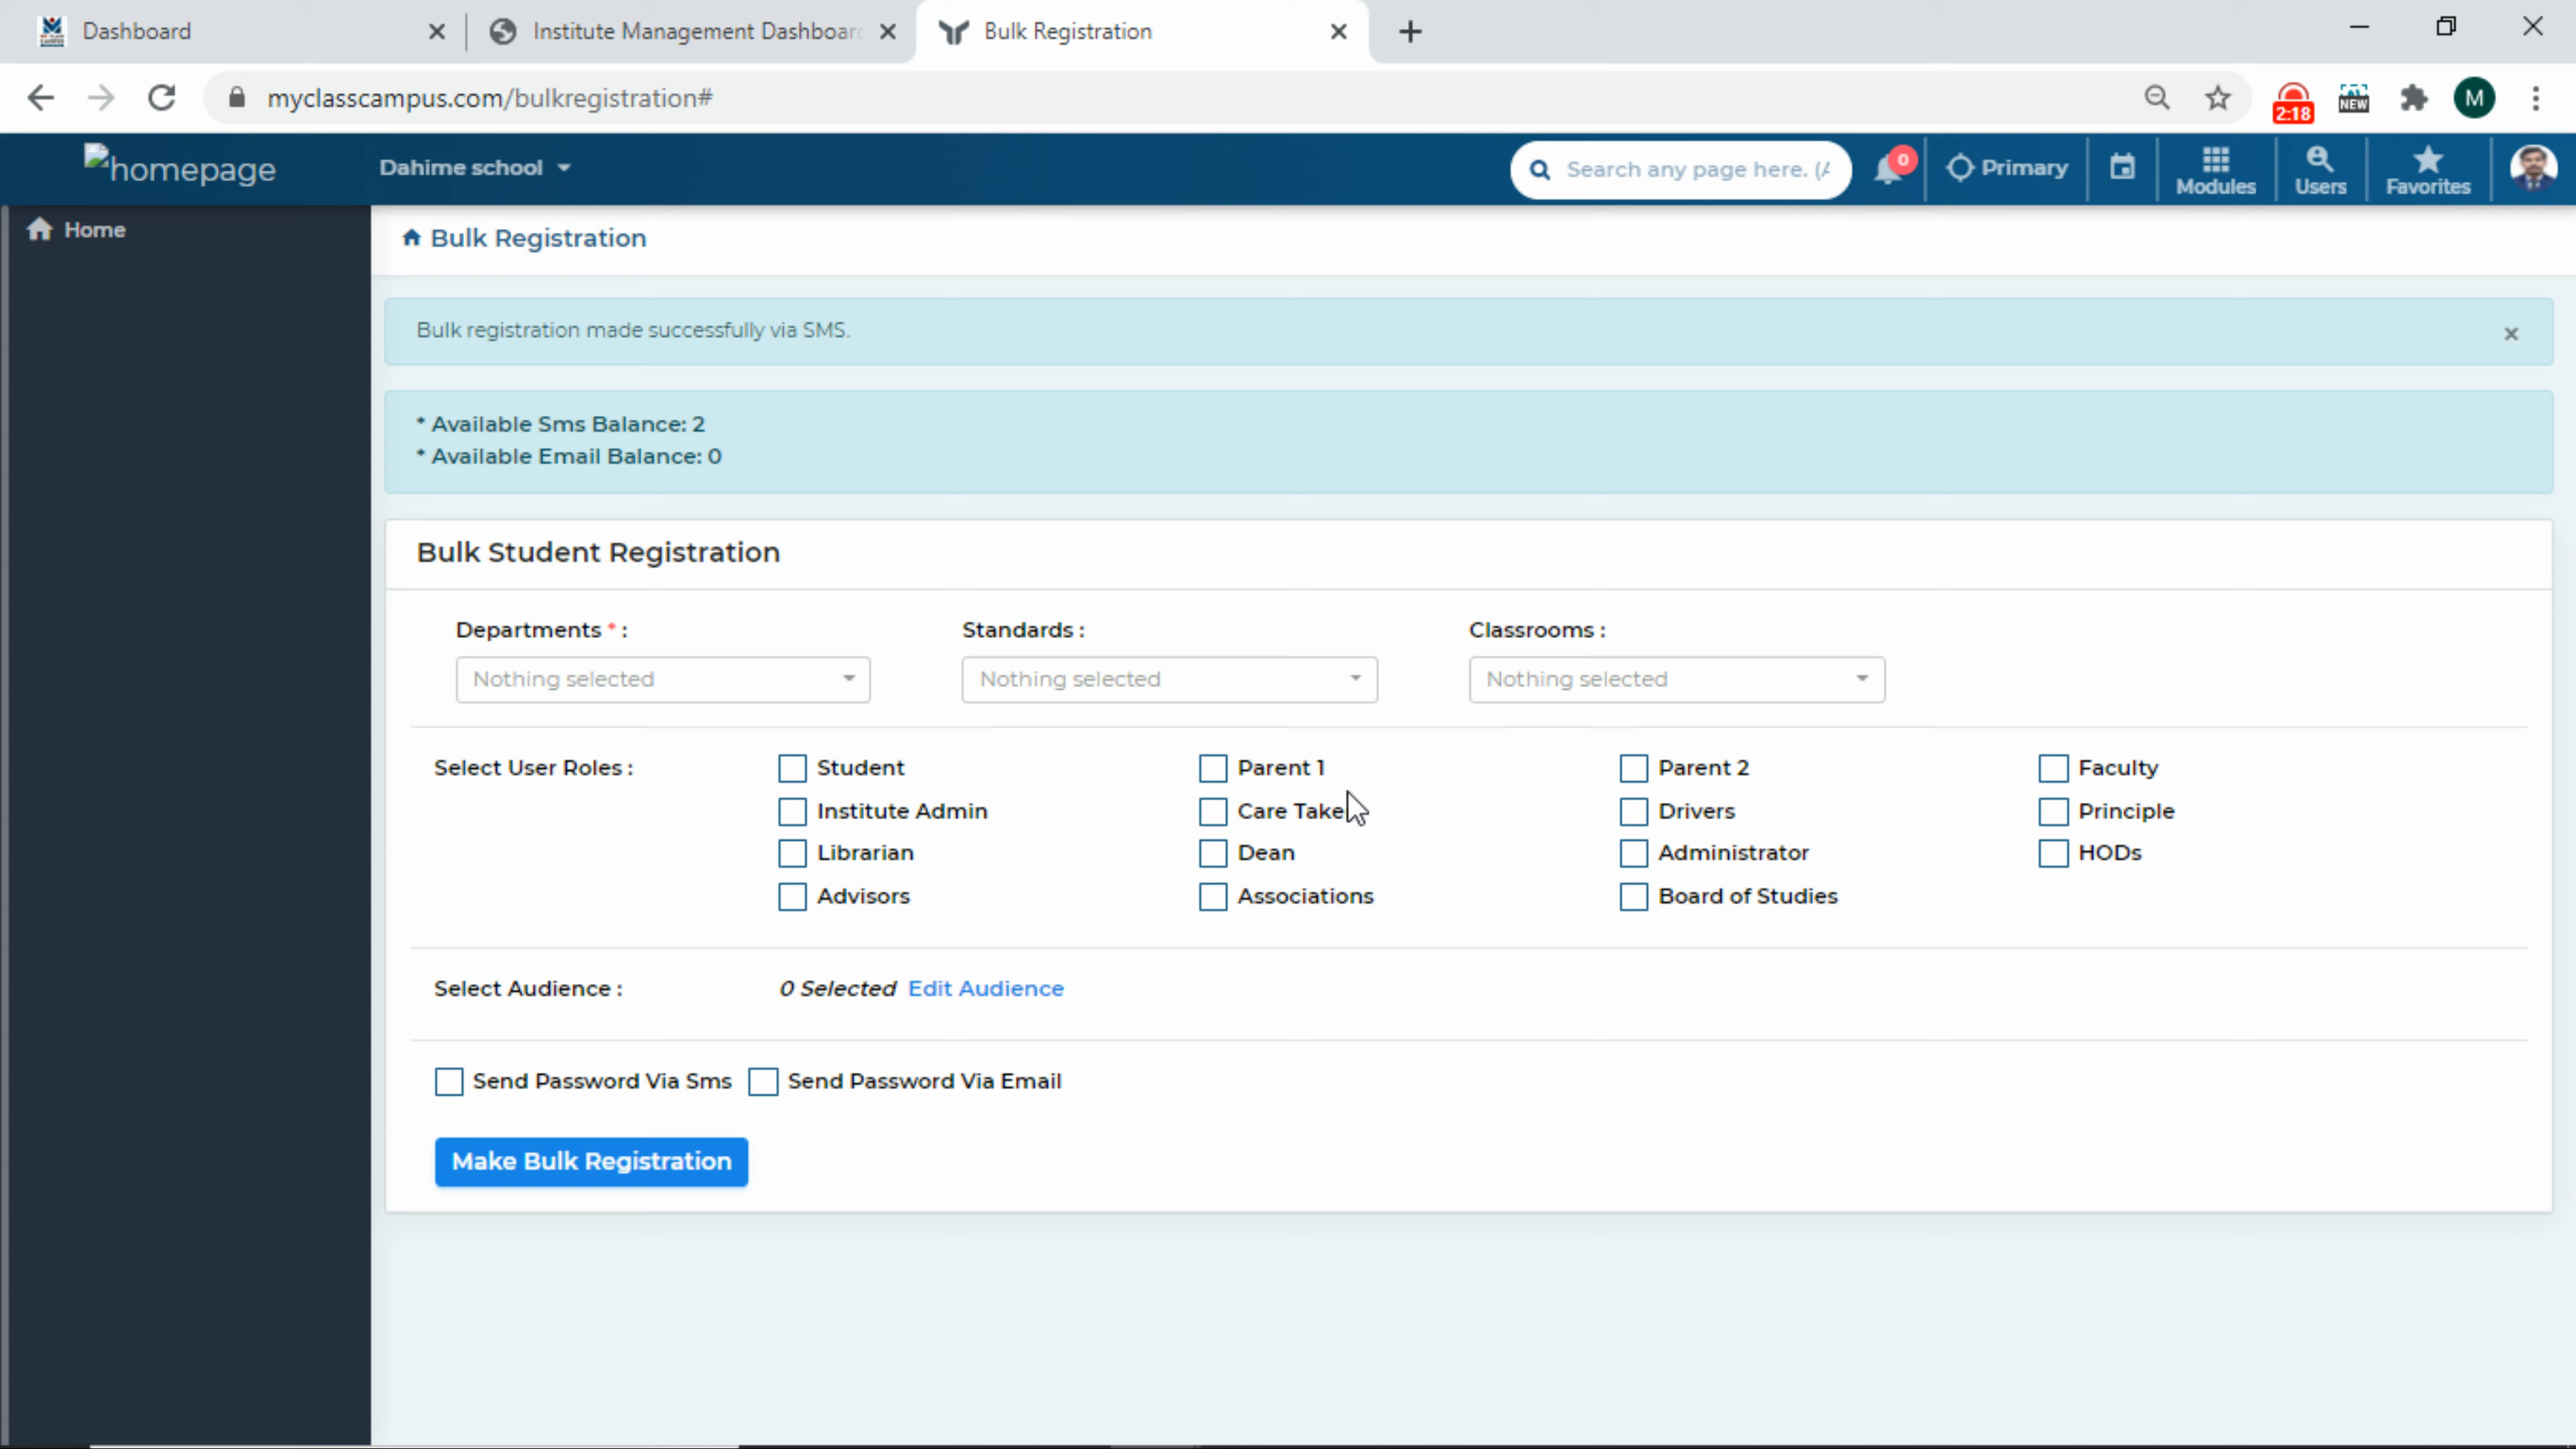 Dashboard
Institute Management Dashboar
Bulk Registration
myclasscampus.com/bulkregistration#
2:18
NEW
M
homepage
Dahime school
Search any page here. (A
0
Primary
Modules
Users
Favorites
Home
Bulk Registration
Bulk registration made successfully via SMS.
×
* Available Sms Balance: 2
* Available Email Balance: 0
Bulk Student Registration
Departments * :
Standards :
Classrooms :
Nothing selected
Nothing selected
Nothing selected
Select User Roles :
Student
Parent 1
Parent 2
Faculty
Institute Admin
Care Take
Drivers
Principle
Librarian
Dean
Administrator
HODs
Advisors
Associations
Board of Studies
Select Audience :
0 Selected Edit Audience
Send Password Via Sms
Send Password Via Email
Make Bulk Registration